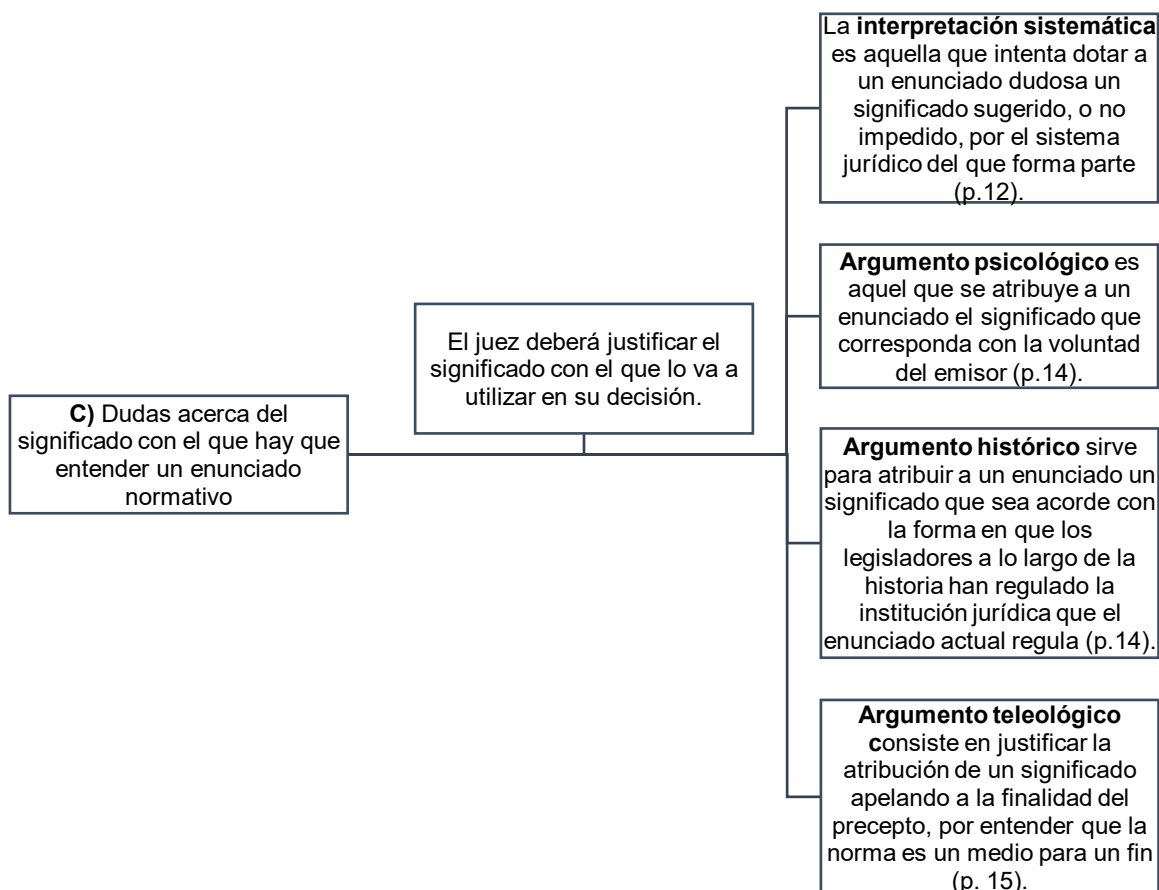 C) Dudas acerca del
significado con el que hay que
entender un enunciado
normativo
El juez deberá justificar el
significado con el que lo va a
utilizar en su decisión.
La interpretación sistemática
es aquella que intenta dotar a
un enunciado dudosa un
significado sugerido, o no
impedido, por el sistema
jurídico del que forma parte
(p.12).
Argumento psicológico es
aquel que se atribuye a un
enunciado el significado que
corresponda con la voluntad
del emisor (p.14).
Argumento histórico sirve
para atribuir a un enunciado un
significado que sea acorde con
la forma en que los
legisladores a lo largo de la
historia han regulado la
institución jurídica que el
enunciado actual regula (p.14).
Argumento teleológico
consiste en justificar la
atribución de un significado
apelando a la finalidad del
precepto, por entender que la
norma es un medio para un fin
(p. 15).